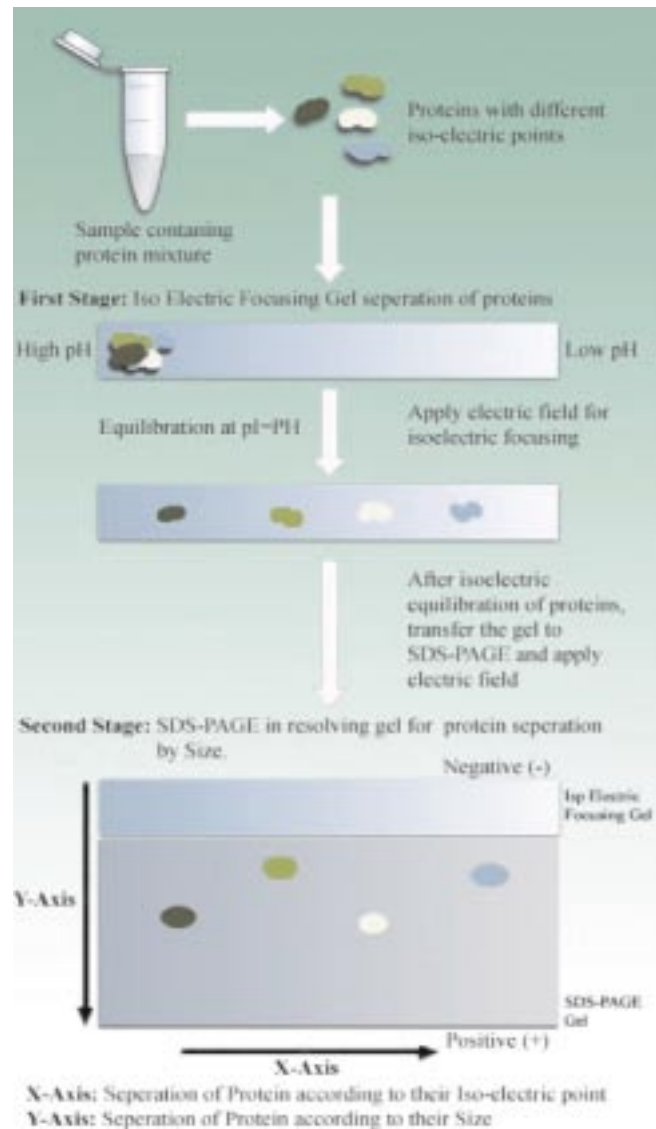 Proteins with different
iso-electric points
Sample contaning
protein mixture
First Stage: Iso Electric Focusing Gel seperation of proteins
High pH
Low pH
Equilibration at pI=PH
Apply electric field for
isoelectric focusing
After isoelectric
equilibration of proteins,
transfer the gel to
SDS-PAGE and apply
electric field
Second Stage: SDS-PAGE in resolving gel for protein seperation
by Size.
Negative (-)
Isp Electric
Focusing Gel
Y-Axis
SDS-PAGE
Gel
Positive (+)
X-Axis
X-Axis: Seperation of Protein according to their Iso-electric point
Y-Axis: Seperation of Protein according to their Size